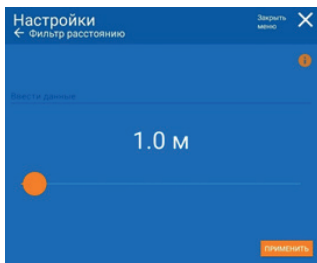 Настройки
← Фильтр расстоянию
Закрыть
меню
Ввести данные
1.0 м
ПРИМЕНИТЬ